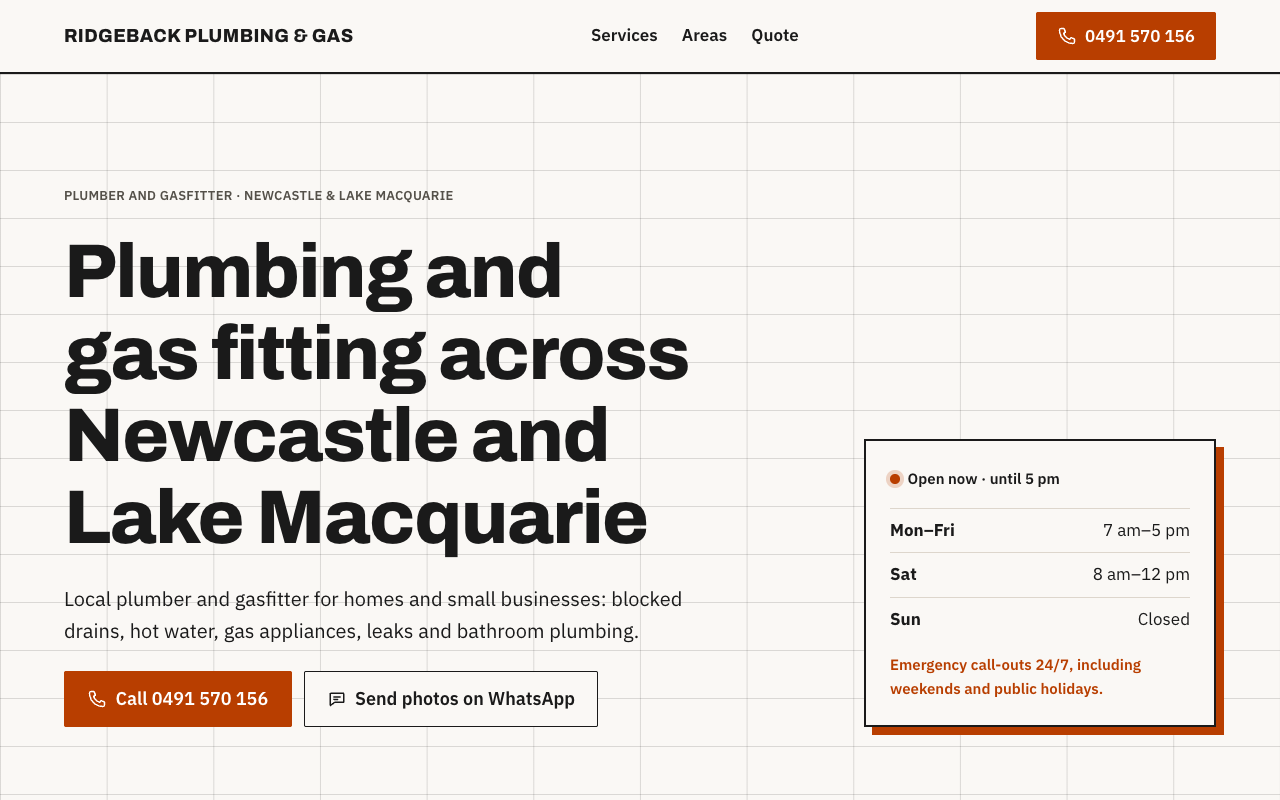 RIDGEBACK PLUMBING & GAS
Services
Areas
Quote
0491 570 156
PLUMBER AND GASFITTER · NEWCASTLE & LAKE MACQUARIE
Plumbing and
gas fitting across
Newcastle and
Lake Macquarie
Local plumber and gasfitter for homes and small businesses: blocked
drains, hot water, gas appliances, leaks and bathroom plumbing.
Call 0491 570 156
Send photos on WhatsApp
Open now · until 5 pm
Mon–Fri 7 am–5 pm
Sat 8 am–12 pm
Sun Closed
Emergency call-outs 24/7, including
weekends and public holidays.